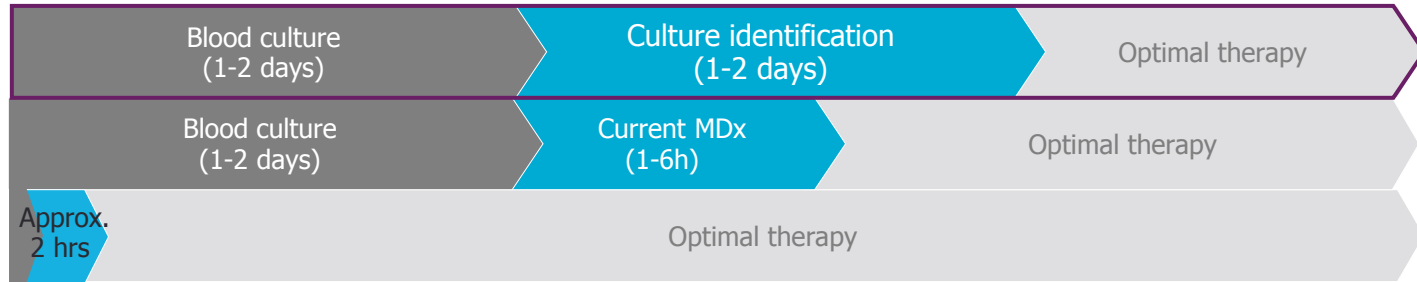 Blood culture
(1-2 days)
Culture identification
(1-2 days)
Optimal therapy
Blood culture
(1-2 days)
Current MDx
(1-6h)
Optimal therapy
Approx.
2 hrs
Optimal therapy